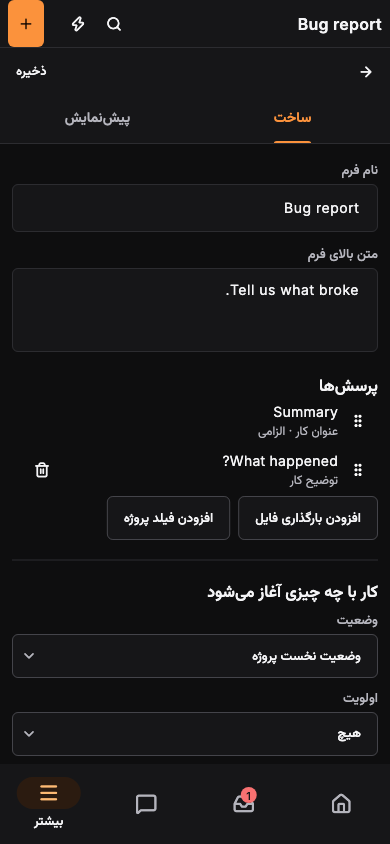 Bug report
ذخیره
ساخت
پیش‌نمایش
نام فرم
Bug report
متن بالای فرم
Tell us what broke.
پرسش‌ها
Summary
عنوان کار · الزامی
What happened?
توضیح کار
افزودن بارگذاری فایل
افزودن فیلد پروژه
کار با چه چیزی آغاز می‌شود
وضعیت
وضعیت نخست پروژه
اولویت
هیچ
1
بیشتر